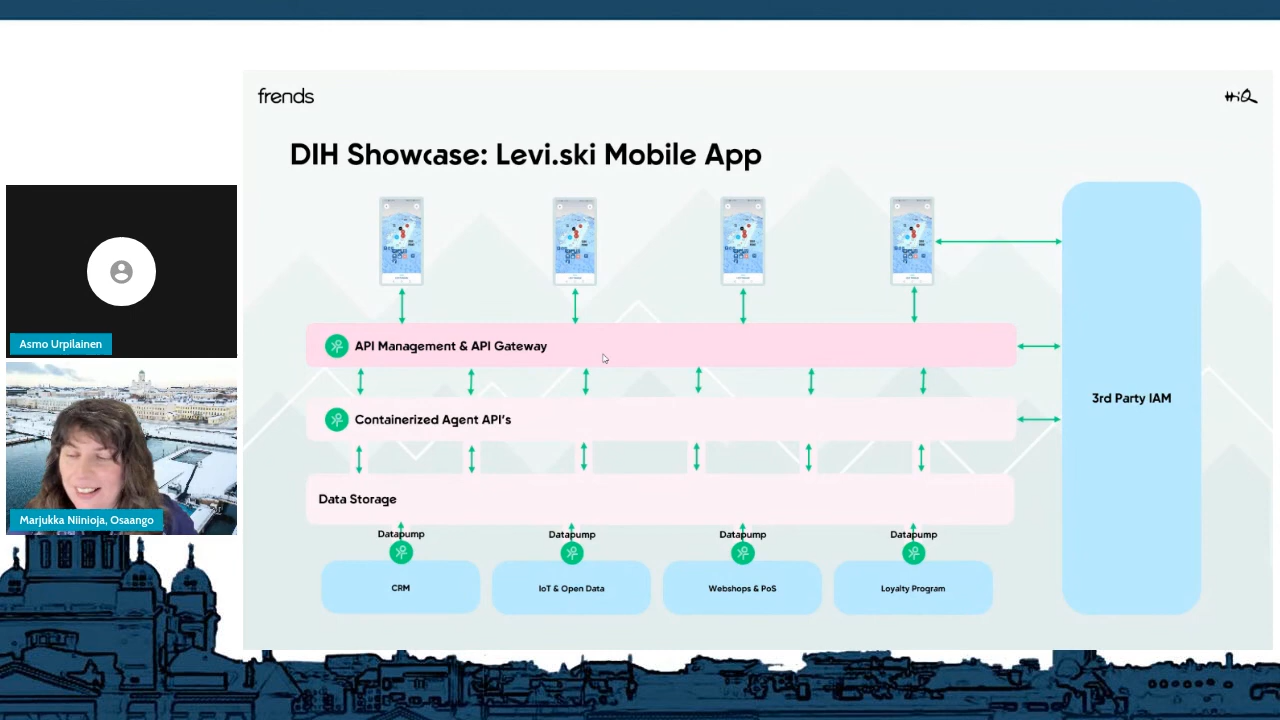 frends
HiQ
DIH Showcase: Levi.ski Mobile App
API Management & API Gateway
Containerized Agent API's
3rd Party IAM
Data Storage
Datapump
Datapump
Datapump
Datapump
CRM
IoT & Open Data
Webshops & PoS
Loyalty Program
Asmo Urpilainen
Marjukka Niinioja, Osaango